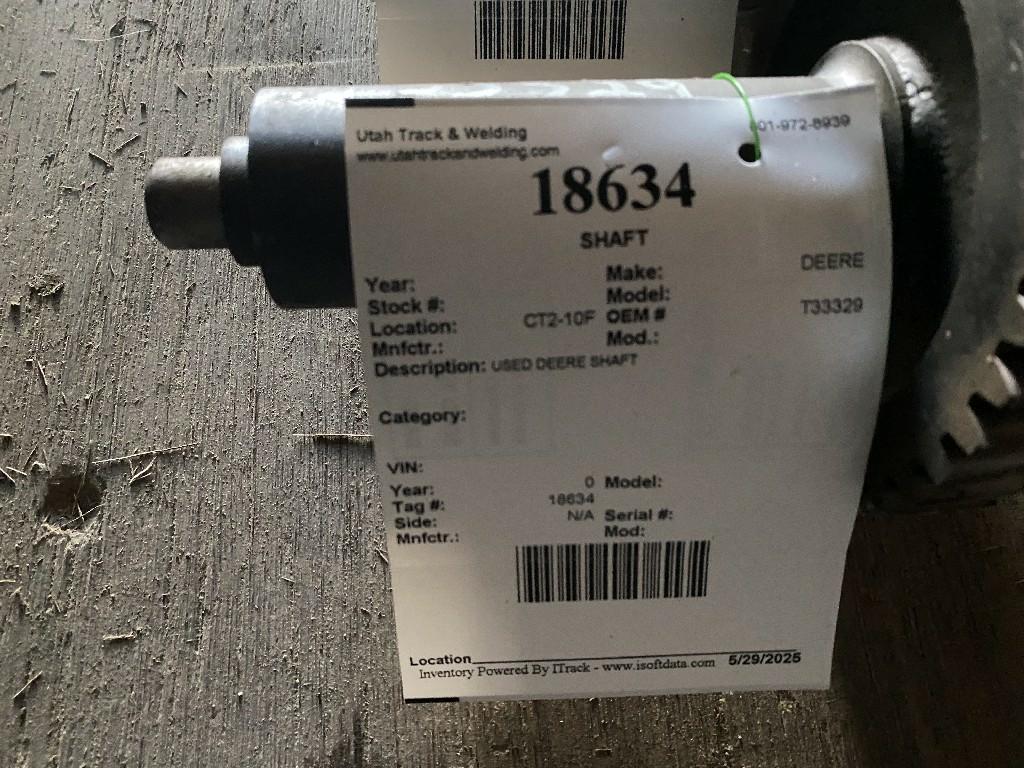 Utah Track & Welding
01-972-8939
www.utahtrackandwelding.com
18634
SHAFT
Year:
Make: DEERE
Stock #:
Model:
Location: CT2-10F
OEM # T33329
Mnfctr.:
Mod.:
Description: USED DEERE SHAFT
Category:
VIN:
Year: 0
Model:
Tag #: 18634
Side: N/A
Serial #:
Mnfctr.:
Mod:
Location
5/29/2025
Inventory Powered By ITrack - www.isoftdata.com